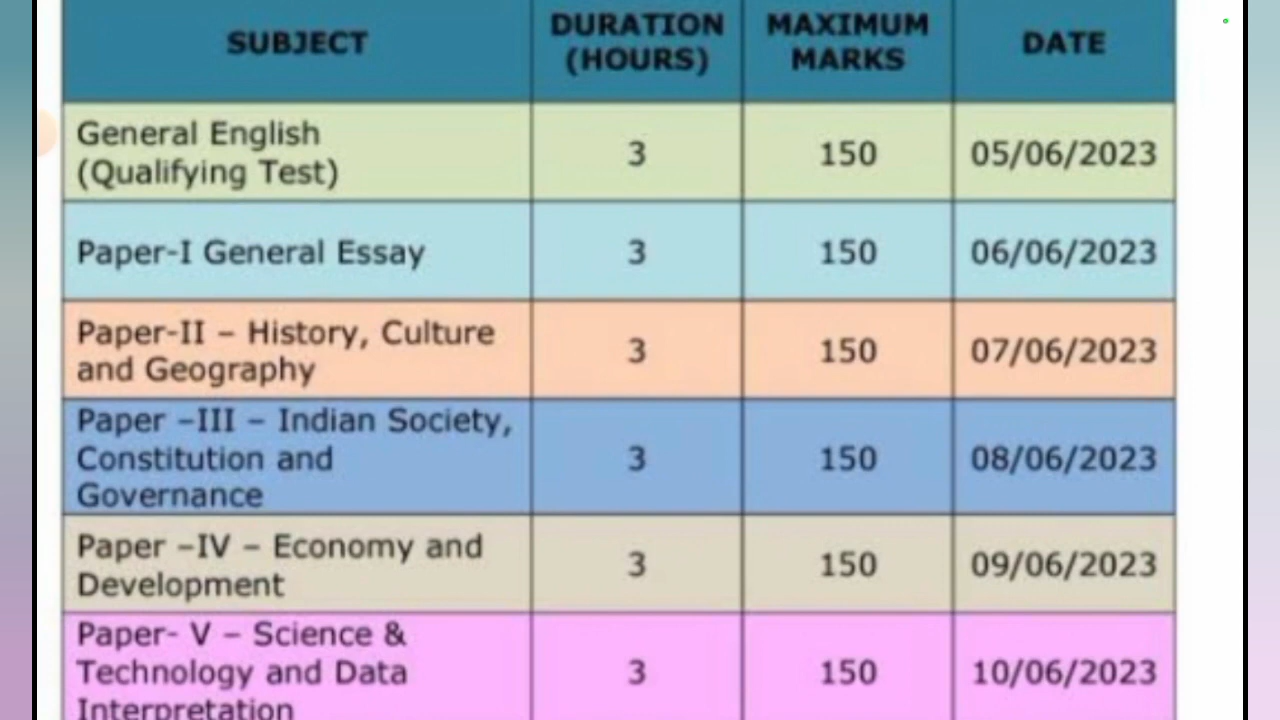 SUBJECT
DURATION
(HOURS)
MAXIMUM
MARKS
DATE
General English
(Qualifying Test)
3
150
05/06/2023
Paper-I General Essay
3
150
06/06/2023
Paper-II – History, Culture
and Geography
3
150
07/06/2023
Paper –III – Indian Society,
Constitution and
Governance
3
150
08/06/2023
Paper –IV – Economy and
Development
3
150
09/06/2023
Paper- V – Science &
Technology and Data
Interpretation
3
150
10/06/2023